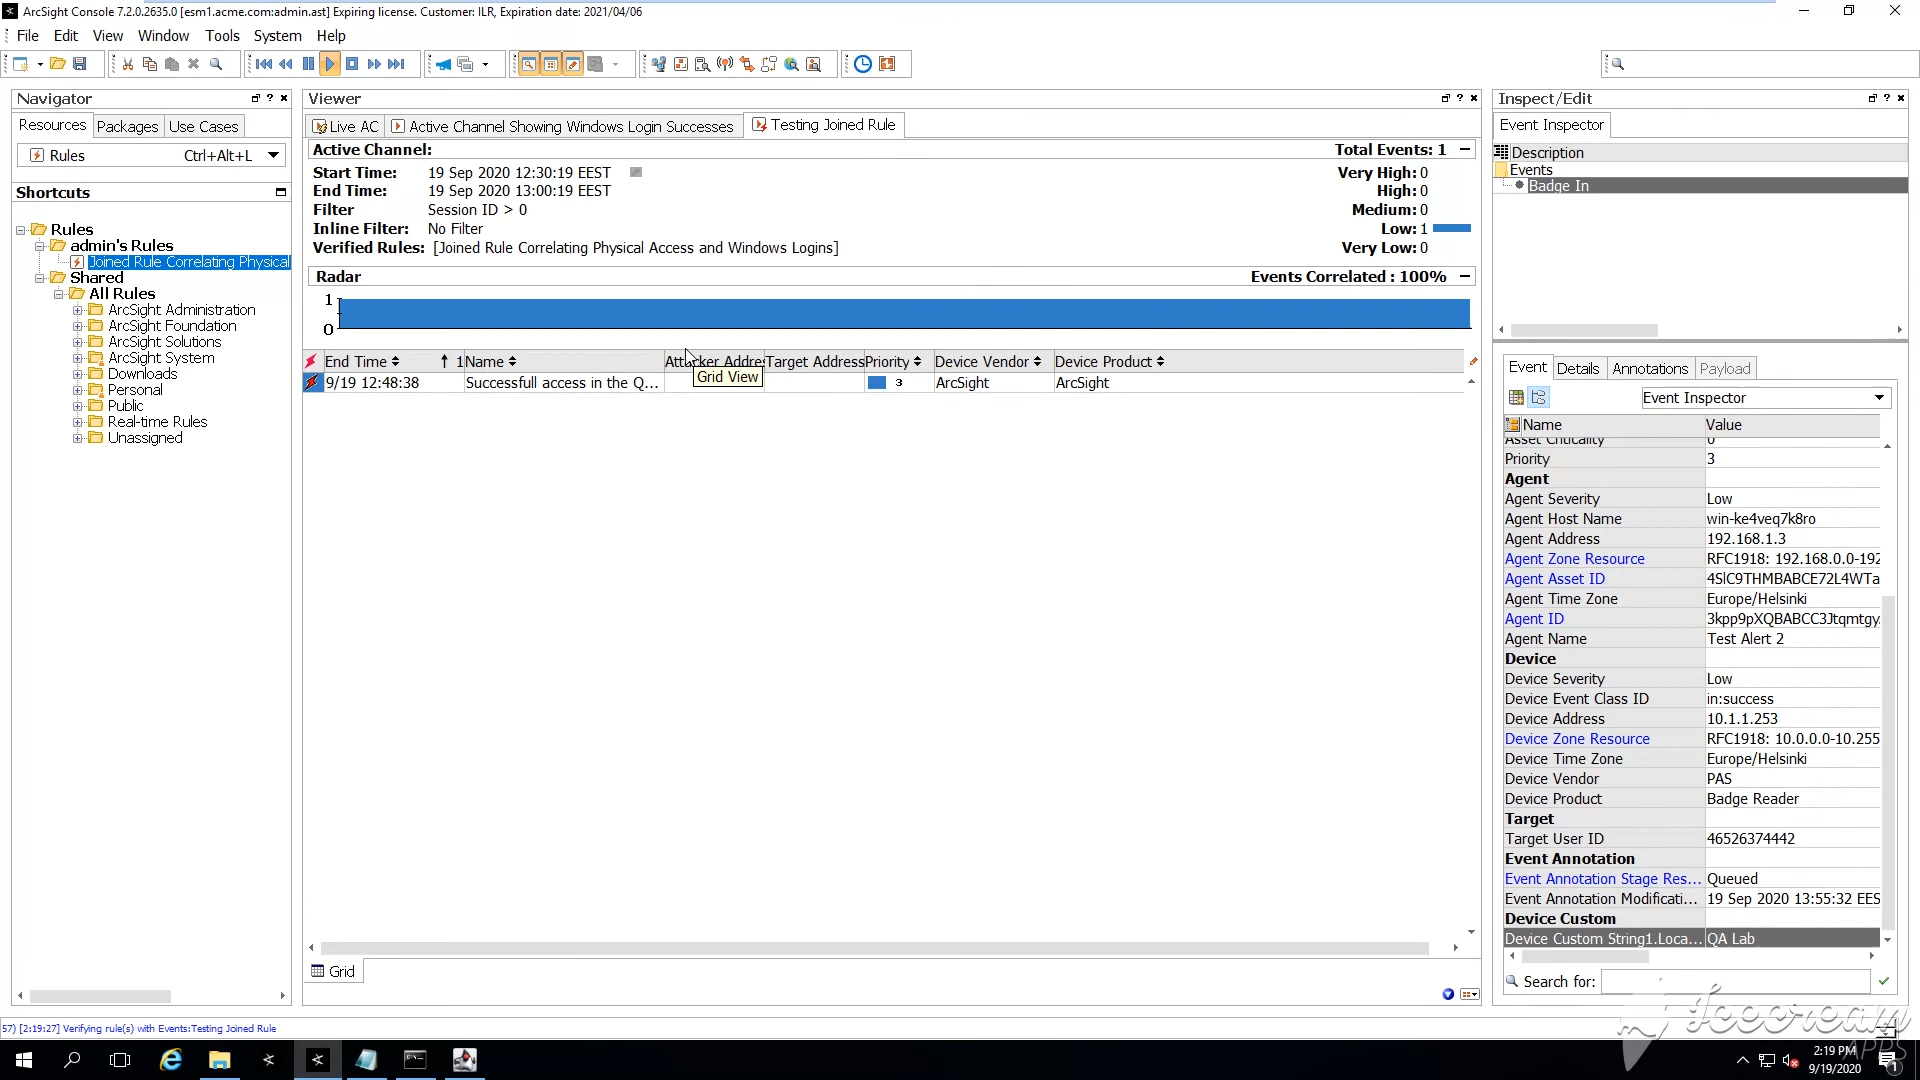 ArcSight Console 7.2.0.2635.0 [esm1.acme.com:admin.ast] Expiring license. Customer: ILR, Expiration date: 2021/04/06
File Edit View Window Tools System Help
Navigator
Resources Packages Use Cases
Rules Ctrl+Alt+L
Shortcuts
Rules
admin's Rules
Joined Rule Correlating Physical
Shared
All Rules
ArcSight Administration
ArcSight Foundation
ArcSight Solutions
ArcSight System
Downloads
Personal
Public
Real-time Rules
Unassigned
Viewer
Live AC Active Channel Showing Windows Login Successes Testing Joined Rule
Active Channel: Total Events: 1
Start Time: 19 Sep 2020 12:30:19 EEST Very High: 0
End Time: 19 Sep 2020 13:00:19 EEST High: 0
Filter Session ID > 0 Medium: 0
Inline Filter: No Filter Low: 1
Verified Rules: [Joined Rule Correlating Physical Access and Windows Logins] Very Low: 0
Radar Events Correlated : 100%
1
0
End Time 1 Name Attacker Addre Target Address Priority Device Vendor Device Product
Grid View
9/19 12:48:38 Successfull access in the Q... 3 ArcSight ArcSight
Grid
Inspect/Edit
Event Inspector
Description
Events
Badge In
Event Details Annotations Payload
Event Inspector
Name Value
Asset Criticality 0
Priority 3
Agent
Agent Severity Low
Agent Host Name win-ke4veq7k8ro
Agent Address 192.168.1.3
Agent Zone Resource RFC1918: 192.168.0.0-192
Agent Asset ID 4SlC9THMBABCE72L4WTa
Agent Time Zone Europe/Helsinki
Agent ID 3kpp9pXQBABCC3Jtqmtgy
Agent Name Test Alert 2
Device
Device Severity Low
Device Event Class ID in:success
Device Address 10.1.1.253
Device Zone Resource RFC1918: 10.0.0.0-10.255
Device Time Zone Europe/Helsinki
Device Vendor PAS
Device Product Badge Reader
Target
Target User ID 46526374442
Event Annotation
Event Annotation Stage Res... Queued
Event Annotation Modificati... 19 Sep 2020 13:55:32 EES
Device Custom
Device Custom String1.Loca... QA Lab
Search for:
57) [2:19:27] Verifying rule(s) with Events:Testing Joined Rule
Icecream
APPS
2:19 PM
9/19/2020
1